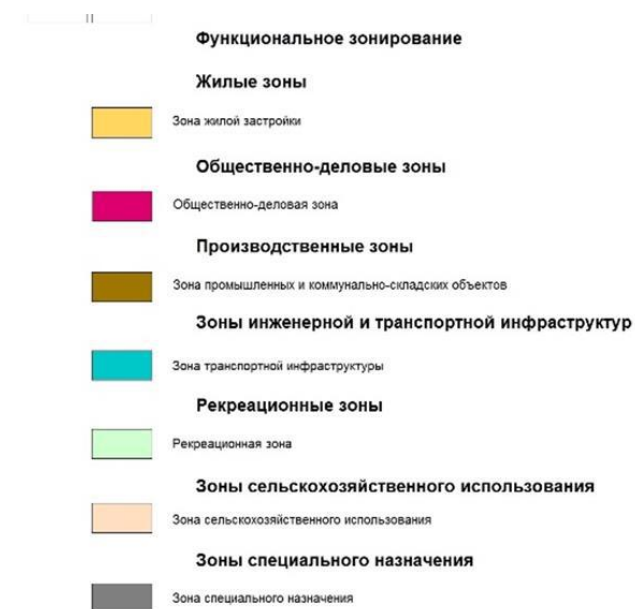 Функциональное зонирование
Жилые зоны
Зона жилой застройки
Общественно-деловые зоны
Общественно-деловая зона
Производственные зоны
Зона промышленных и коммунально-складских объектов
Зоны инженерной и транспортной инфраструктур
Зона транспортной инфраструктуры
Рекреационные зоны
Рекреационная зона
Зоны сельскохозяйственного использования
Зона сельскохозяйственного использования
Зоны специального назначения
Зона специального назначения